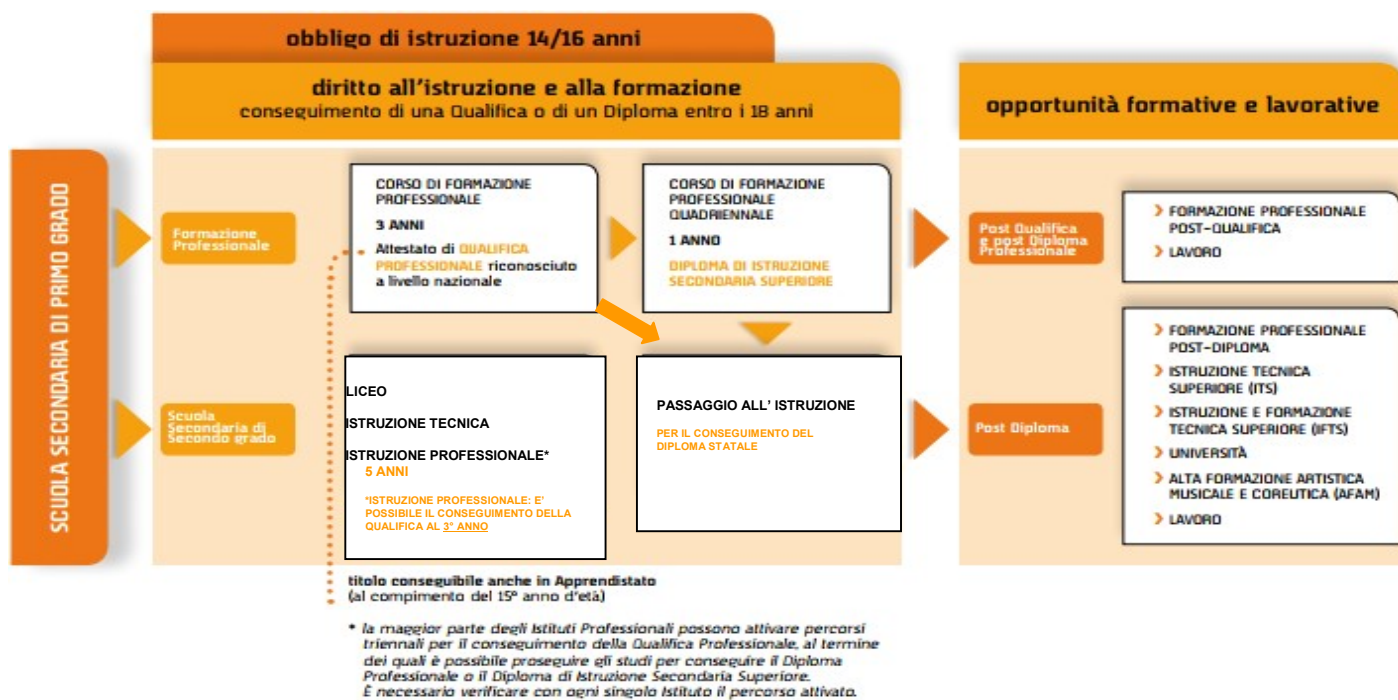 obbligo di istruzione 14/16 anni
diritto all'istruzione e alla formazione
conseguimento di una Qualifica o di un Diploma entro i 18 anni
opportunità formative e lavorative
SCUOLA SECONDARIA DI PRIMO GRADO
Formazione
Professionale
CORSO DI FORMAZIONE
PROFESSIONALE
3 ANNI
Attestato di QUALIFICA
PROFESSIONALE riconosciuto
a livello nazionale
CORSO DI FORMAZIONE
PROFESSIONALE
QUADRIENNALE
1 ANNO
DIPLOMA DI ISTRUZIONE
SECONDARIA SUPERIORE
Post Qualifica
e post Diploma
Professionale
› FORMAZIONE PROFESSIONALE
POST-QUALIFICA
› LAVORO
Scuola
Secondaria di
Secondo grado
LICEO
ISTRUZIONE TECNICA
ISTRUZIONE PROFESSIONALE*
5 ANNI
*ISTRUZIONE PROFESSIONALE: E'
POSSIBILE IL CONSEGUIMENTO DELLA
QUALIFICA AL 3° ANNO
PASSAGGIO ALL' ISTRUZIONE
PER IL CONSEGUIMENTO DEL
DIPLOMA STATALE
Post Diploma
› FORMAZIONE PROFESSIONALE
POST-DIPLOMA
› ISTRUZIONE TECNICA
SUPERIORE (ITS)
› ISTRUZIONE E FORMAZIONE
TECNICA SUPERIORE (IFTS)
› UNIVERSITÀ
› ALTA FORMAZIONE ARTISTICA
MUSICALE E COREUTICA (AFAM)
› LAVORO
titolo conseguibile anche in Apprendistato
(al compimento del 15° anno d'età)
* la maggior parte degli Istituti Professionali possono attivare percorsi
triennali per il conseguimento della Qualifica Professionale, al termine
dei quali è possibile proseguire gli studi per conseguire il Diploma
Professionale o il Diploma di Istruzione Secondaria Superiore.
È necessario verificare con ogni singolo Istituto il percorso attivato.